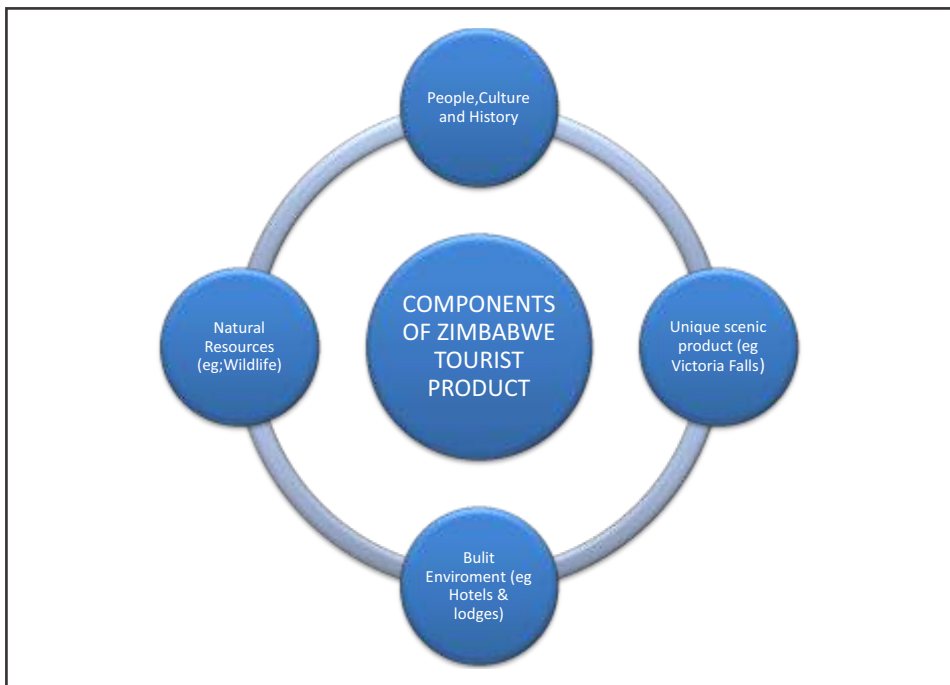 People,Culture
and History
COMPONENTS
OF ZIMBABWE
TOURIST
PRODUCT
Natural
Resources
(eg;Wildlife)
Unique scenic
product (eg
Victoria Falls)
Bulit
Enviroment (eg
Hotels &
lodges)